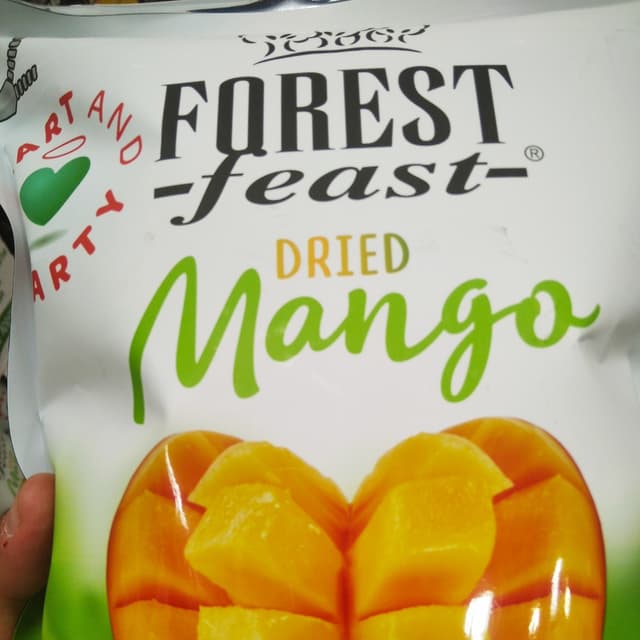 FOREST
feast
®
DRIED
Mango
ART AND
ARTY